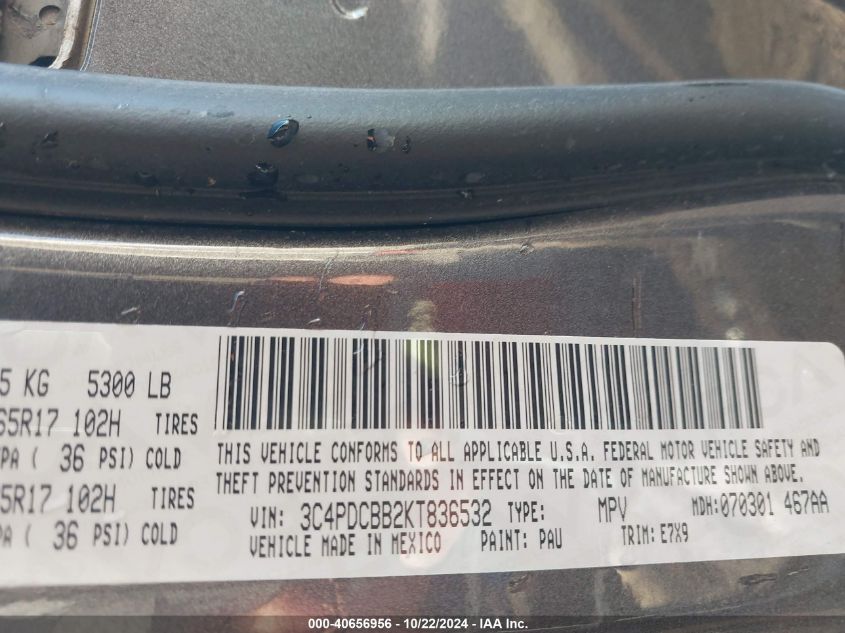 5 KG 5300 LB
65R17 102H TIRES
PA ( 36 PSI) COLD
5R17 102H TIRES
PA ( 36 PSI) COLD
THIS VEHICLE CONFORMS TO ALL APPLICABLE U.S.A. FEDERAL MOTOR VEHICLE SAFETY AND
THEFT PREVENTION STANDARDS IN EFFECT ON THE DATE OF MANUFACTURE SHOWN ABOVE.
VIN: 3C4PDCBB2KT836532 TYPE: MPV MDH:070301 467AA
VEHICLE MADE IN MEXICO PAINT: PAU TRIM: E7X9
000-40656956 - 10/22/2024 - IAA Inc.